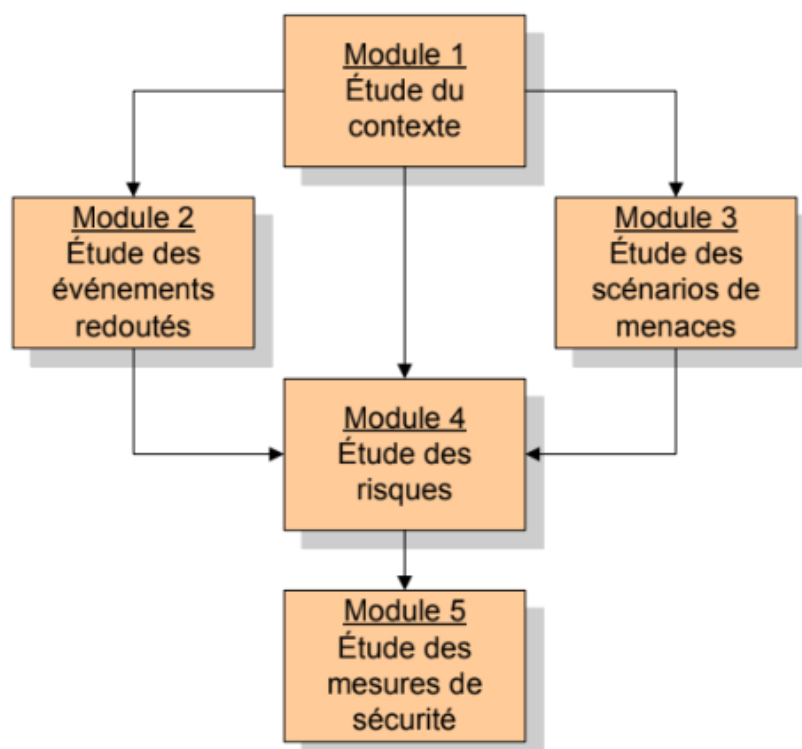 Module 1
Étude du
contexte
Module 2
Étude des
événements
redoutés
Module 3
Étude des
scénarios de
menaces
Module 4
Étude des
risques
Module 5
Étude des
mesures de
sécurité